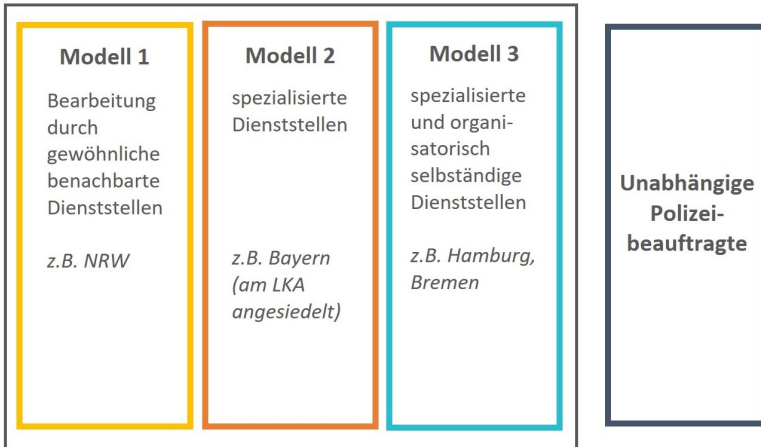 Modell 1
Bearbeitung
durch
gewöhnliche
benachbarte
Dienststellen
z.B. NRW
Modell 2
spezialisierte
Dienststellen
z.B. Bayern
(am LKA
angesiedelt)
Modell 3
spezialisierte
und organi-
satorisch
selbständige
Dienststellen
z.B. Hamburg,
Bremen
Unabhängige
Polizei-
beauftragte